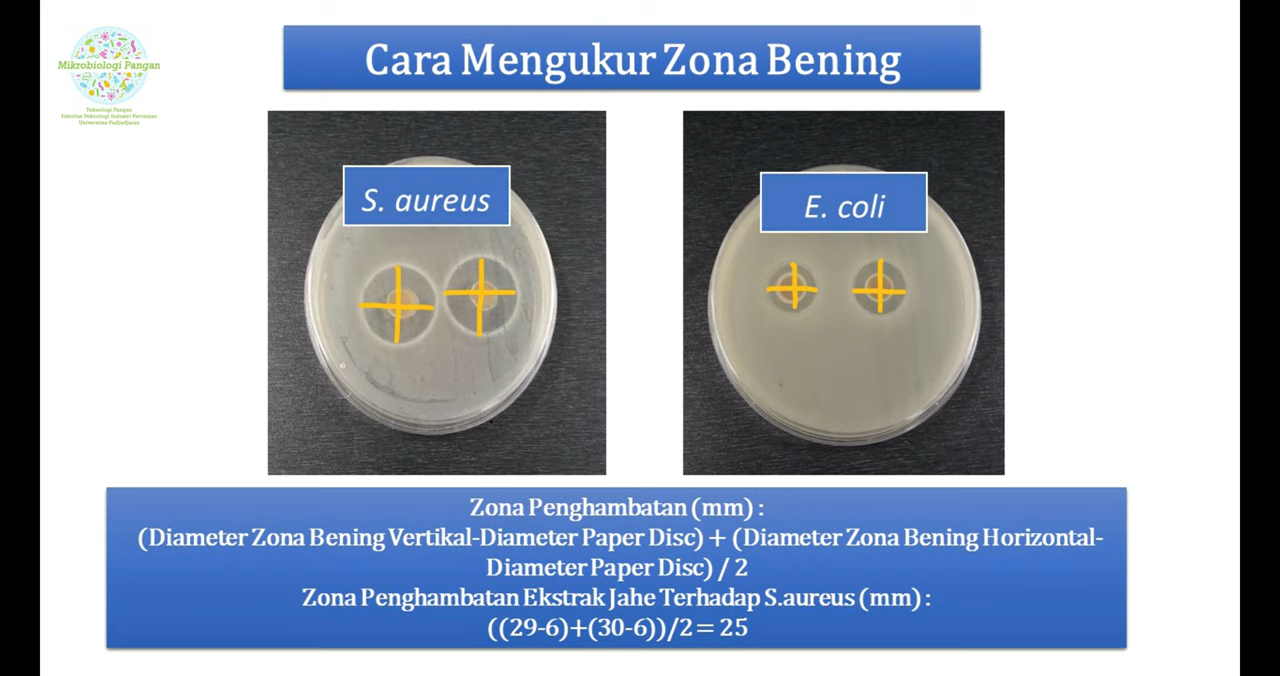 Mikrobiologi Pangan
Teknologi Pangan
Fakultas Teknologi Industri Pertanian
Universitas Padjadjaran
Cara Mengukur Zona Bening
S. aureus
E. coli
Zona Penghambatan (mm) :
(Diameter Zona Bening Vertikal-Diameter Paper Disc) + (Diameter Zona Bening Horizontal-
Diameter Paper Disc) / 2
Zona Penghambatan Ekstrak Jahe Terhadap S.aureus (mm) :
((29-6)+(30-6))/2 = 25